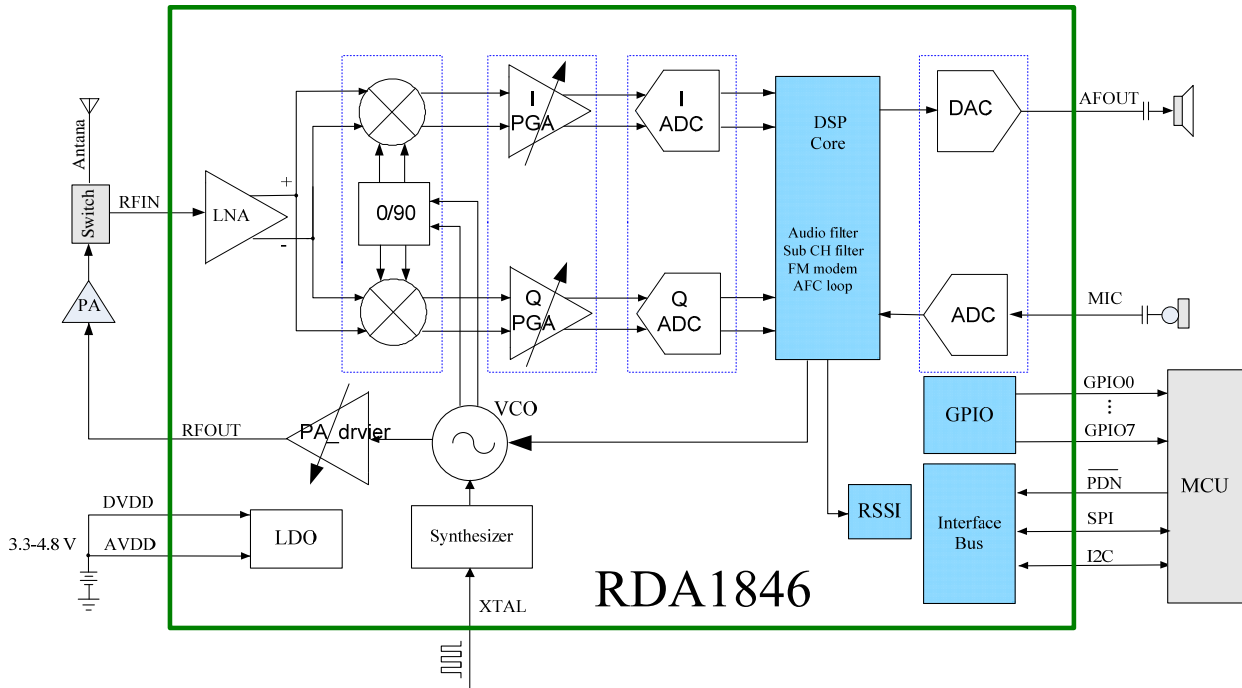 Antana
Switch
PA
RFIN
LNA
+
-
0/90
I
PGA
I
ADC
Q
PGA
Q
ADC
DSP
Core
Audio filter
Sub CH filter
FM modem
AFC loop
DAC
AFOUT
ADC
MIC
VCO
PA_drvier
RFOUT
Synthesizer
XTAL
DVDD
3.3-4.8 V
AVDD
LDO
RSSI
GPIO
GPIO0
...
GPIO7
Interface
Bus
PDN
SPI
I2C
MCU
RDA1846